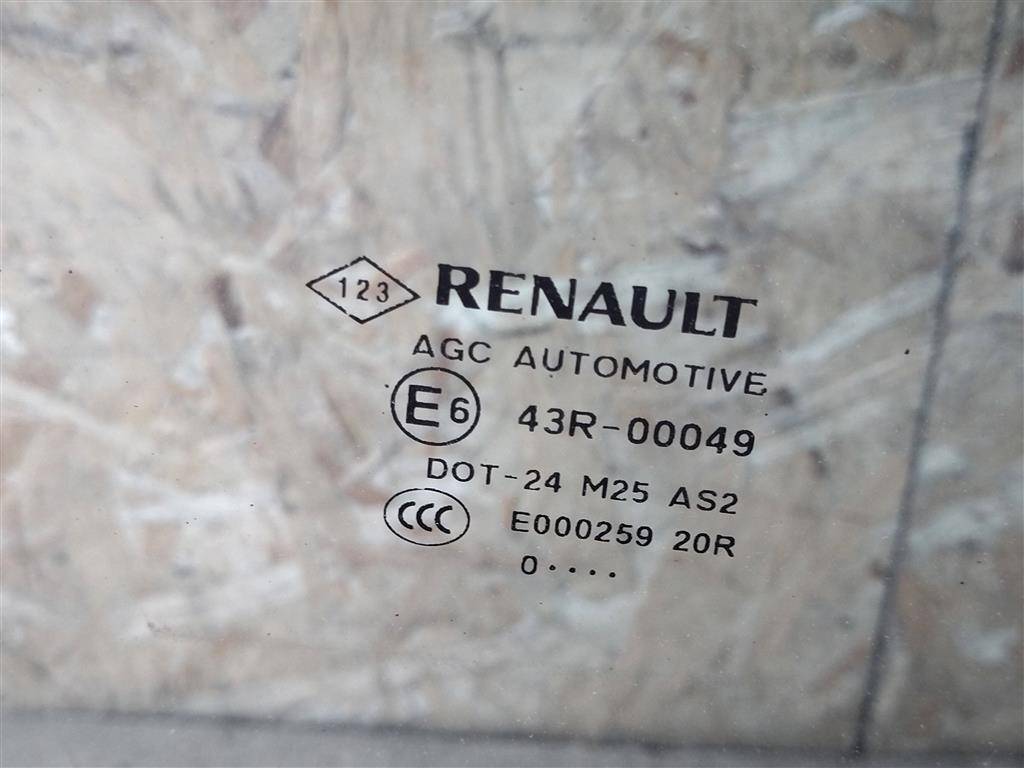 123 RENAULT
AGC AUTOMOTIVE
E6 43R-00049
DOT-24 M25 AS2
CCC E000259 20R
0····